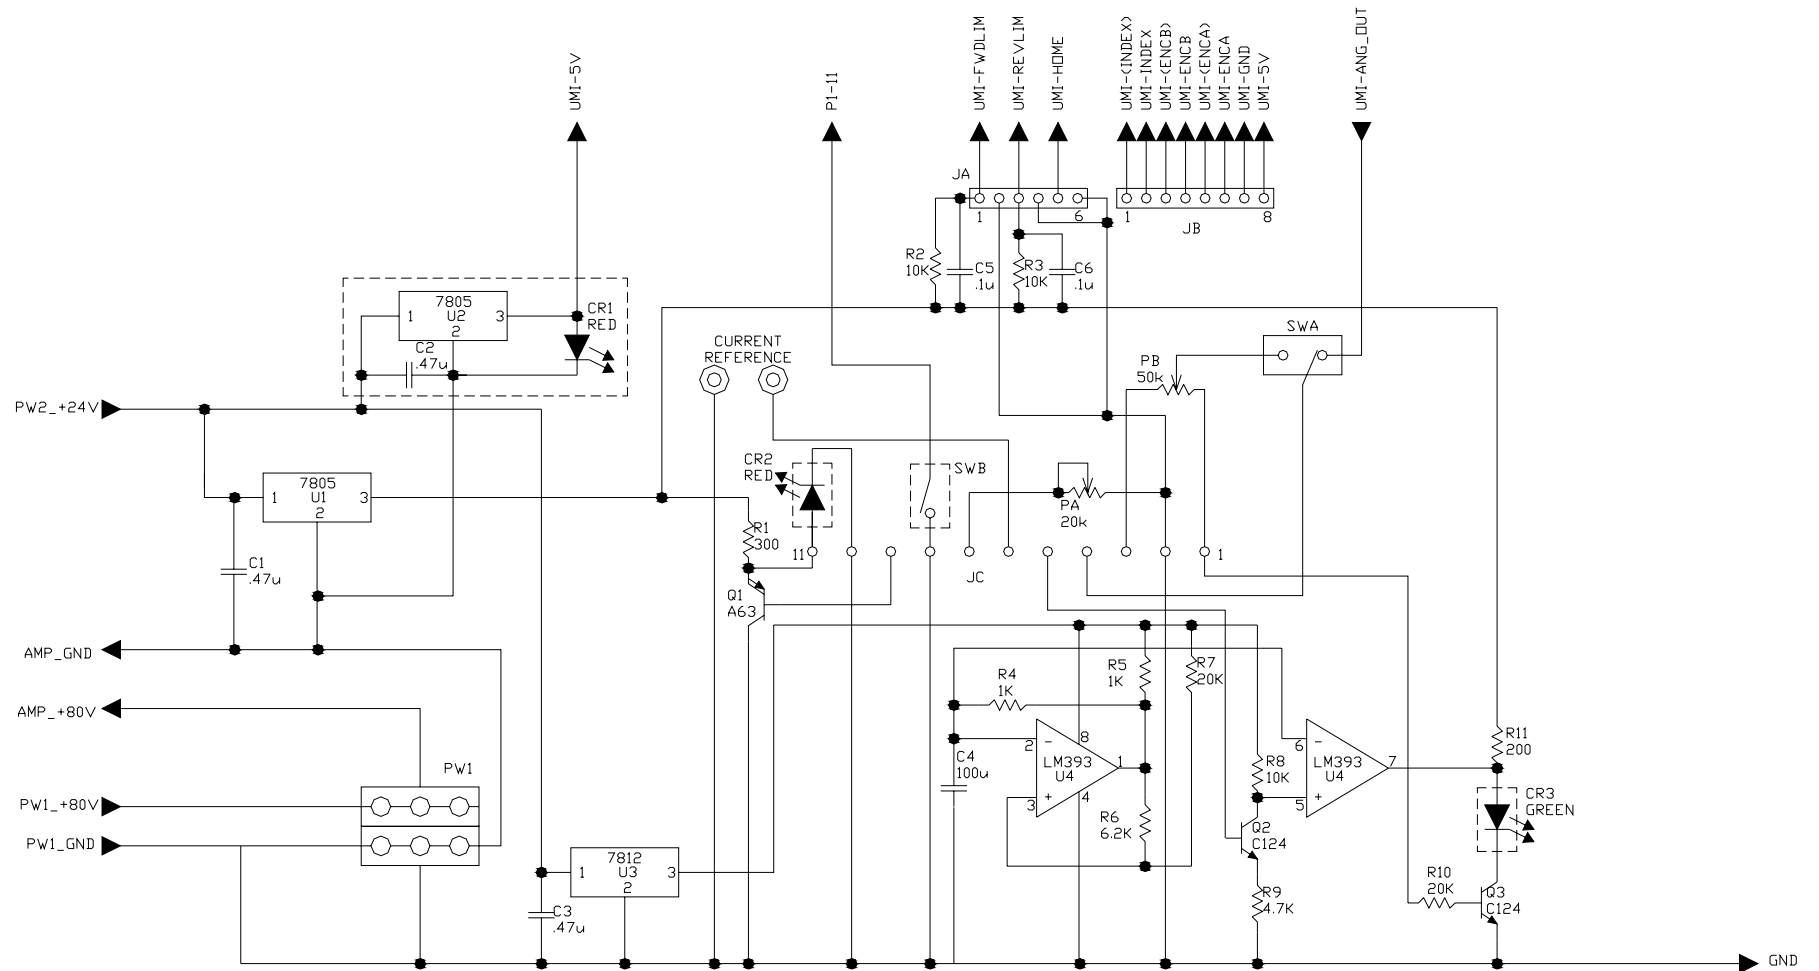 UMI-5V
P1-11
UMI-FWDLIM
UMI-REVLIM
UMI-HOME
UMI-(INDEX)
UMI-INDEX
UMI-(ENCB)
UMI-ENCB
UMI-(ENCA)
UMI-ENCA
UMI-GND
UMI-5V
UMI-ANG_OUT
JA
1
6
1
8
JB
R2
10K
C5
.1u
R3
10K
C6
.1u
7805
1
U2
3
2
CR1
RED
C2
.47u
CURRENT
REFERENCE
SWA
PB
50k
PW2_+24V
CR2
RED
SWB
7805
1
U1
3
2
PA
20k
R1
300
11
1
JC
C1
.47u
Q1
A63
AMP_GND
AMP_+80V
R4
1K
R5
1K
R7
20K
R11
200
2
-
8
LM393
U4
1
3
+
4
C4
100u
R8
10K
6
-
LM393
U4
7
5
+
PW1
PW1_+80V
PW1_GND
R6
6.2K
Q2
C124
CR3
GREEN
7812
1
U3
3
2
C3
.47u
R9
4.7K
R10
20K
Q3
C124
GND